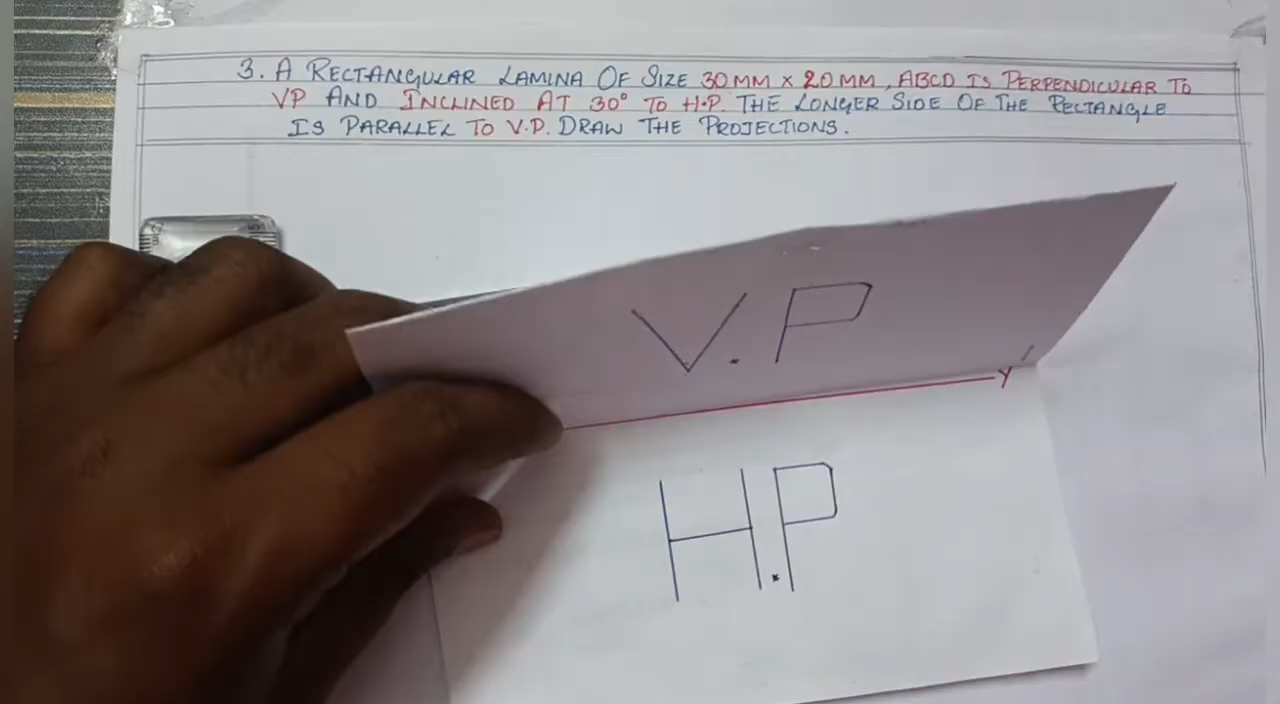 3. A RECTANGULAR LAMINA OF SIZE 30MM X 20MM, ABCD IS PERPENDICULAR TO
VP AND INCLINED AT 30° TO H.P. THE LONGER SIDE OF THE RECTANGLE
IS PARALLEL TO V.P. DRAW THE PROJECTIONS.
V.P
Y
H.P